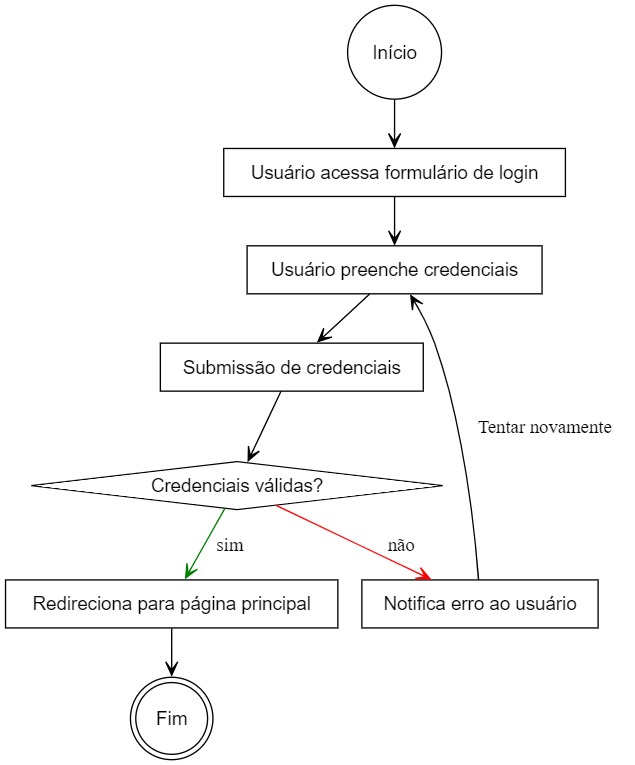 Início
Usuário acessa formulário de login
Usuário preenche credenciais
Submissão de credenciais
Tentar novamente
Credenciais válidas?
sim
não
Redireciona para página principal
Notifica erro ao usuário
Fim